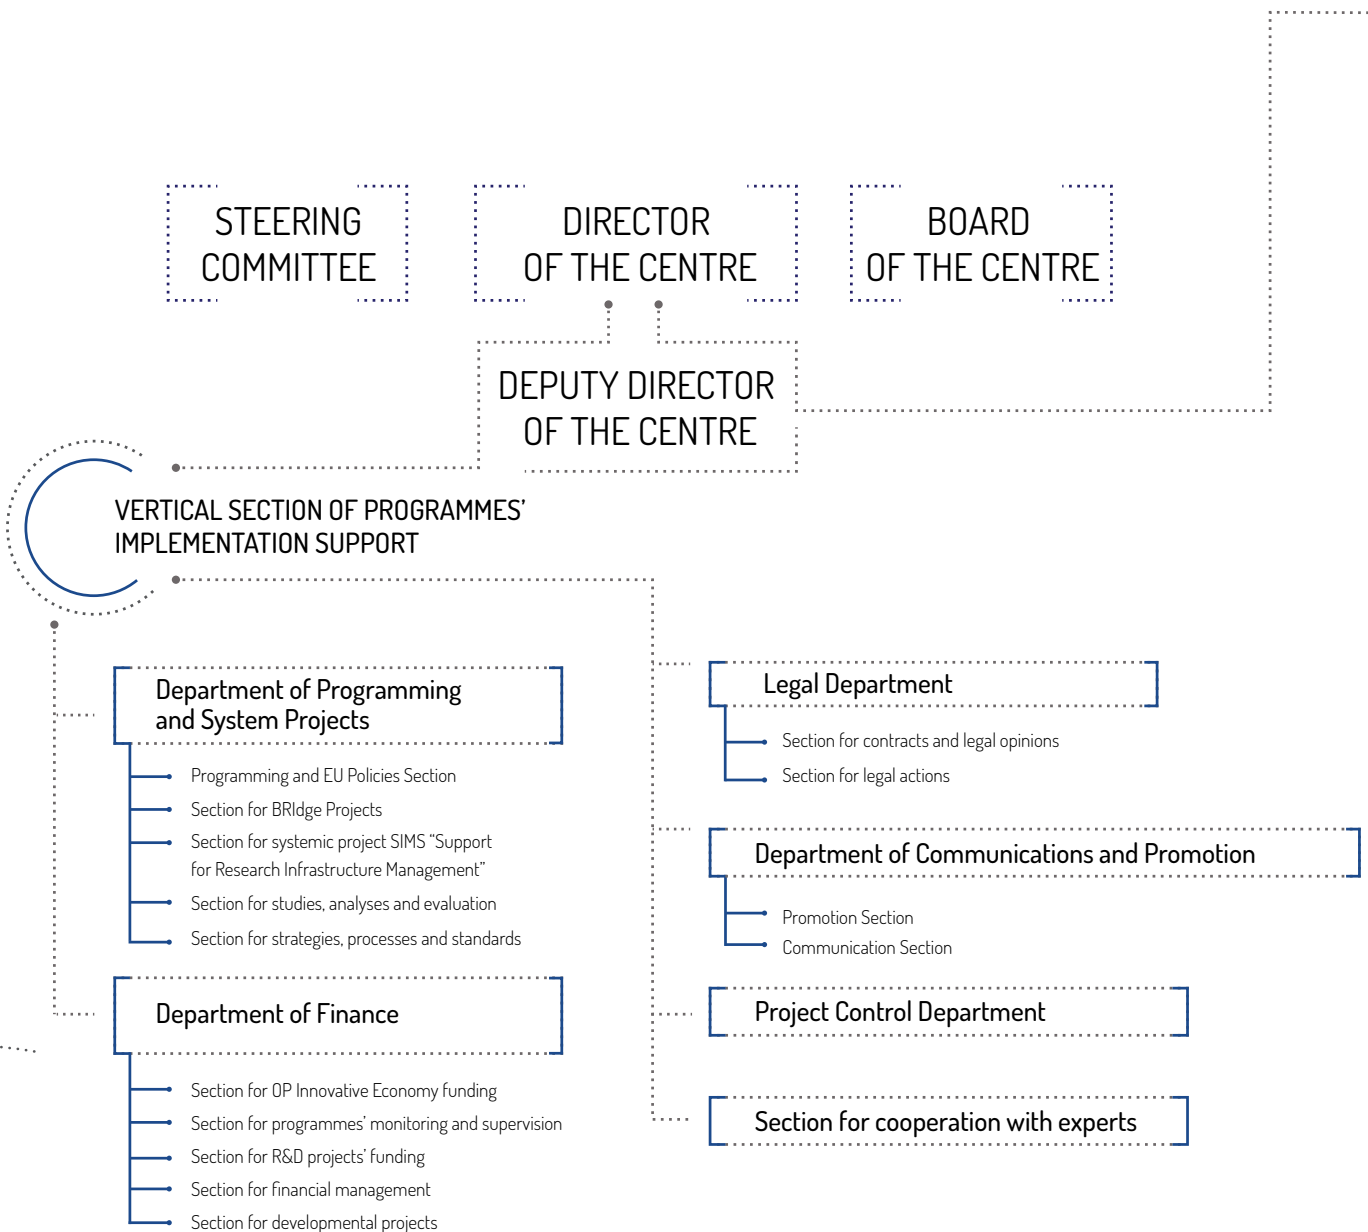 STEERING
COMMITTEE
DIRECTOR
OF THE CENTRE
BOARD
OF THE CENTRE
DEPUTY DIRECTOR
OF THE CENTRE
VERTICAL SECTION OF PROGRAMMES’
IMPLEMENTATION SUPPORT
Department of Programming
and System Projects
Programming and EU Policies Section
Section for BRIdge Projects
Section for systemic project SIMS “Support
for Research Infrastructure Management”
Section for studies, analyses and evaluation
Section for strategies, processes and standards
Department of Finance
Section for OP Innovative Economy funding
Section for programmes’ monitoring and supervision
Section for R&D projects’ funding
Section for financial management
Section for developmental projects
Legal Department
Section for contracts and legal opinions
Section for legal actions
Department of Communications and Promotion
Promotion Section
Communication Section
Project Control Department
Section for cooperation with experts